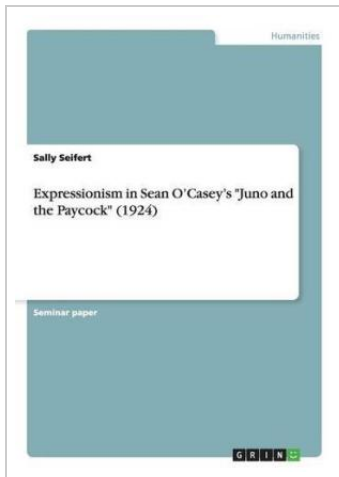 Humanities
Sally Seifert
Expressionism in Sean O'Casey's "Juno and
the Paycock" (1924)
Seminar paper
GRIN